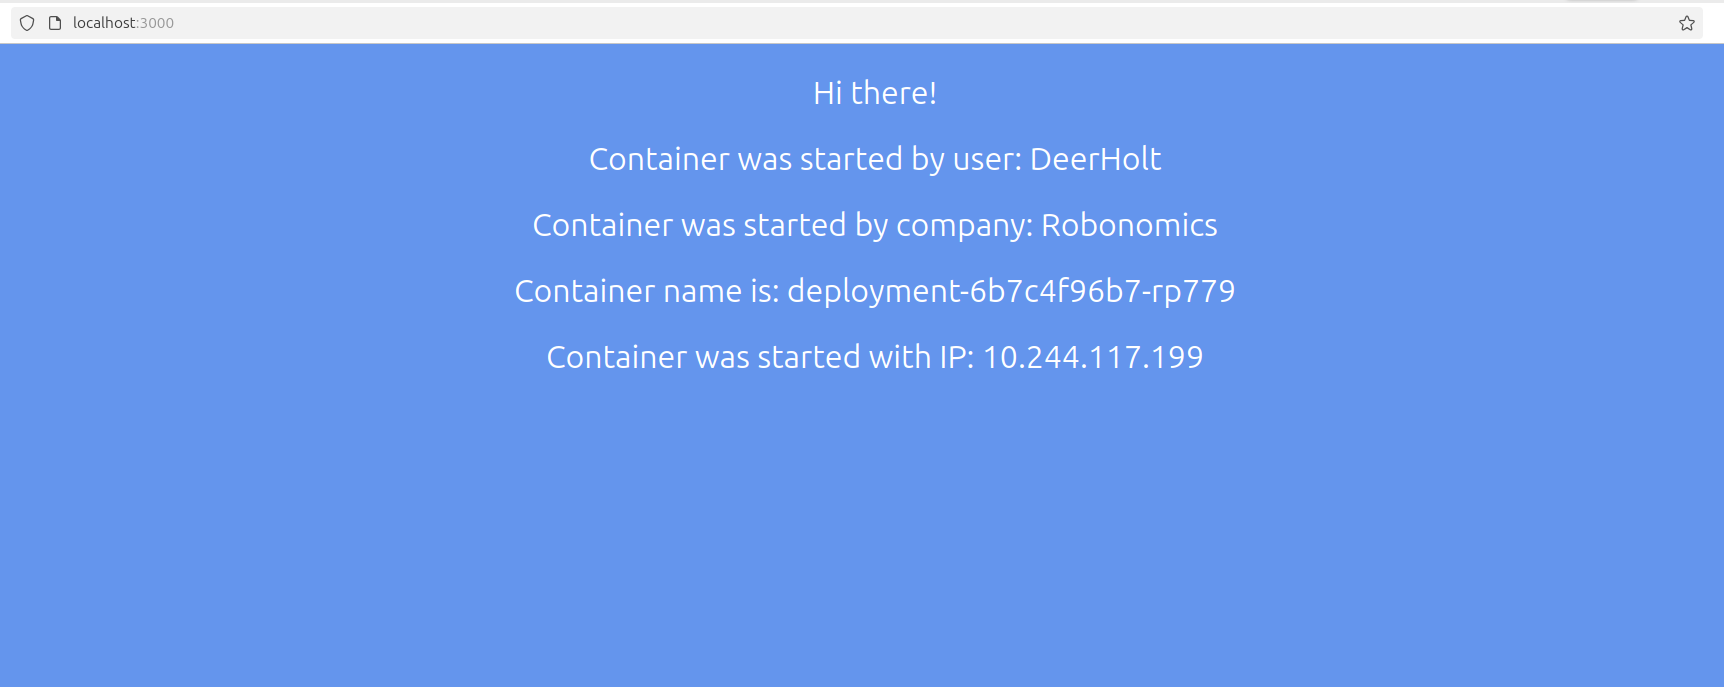 localhost:3000
Hi there!
Container was started by user: DeerHolt
Container was started by company: Robonomics
Container name is: deployment-6b7c4f96b7-rp779
Container was started with IP: 10.244.117.199